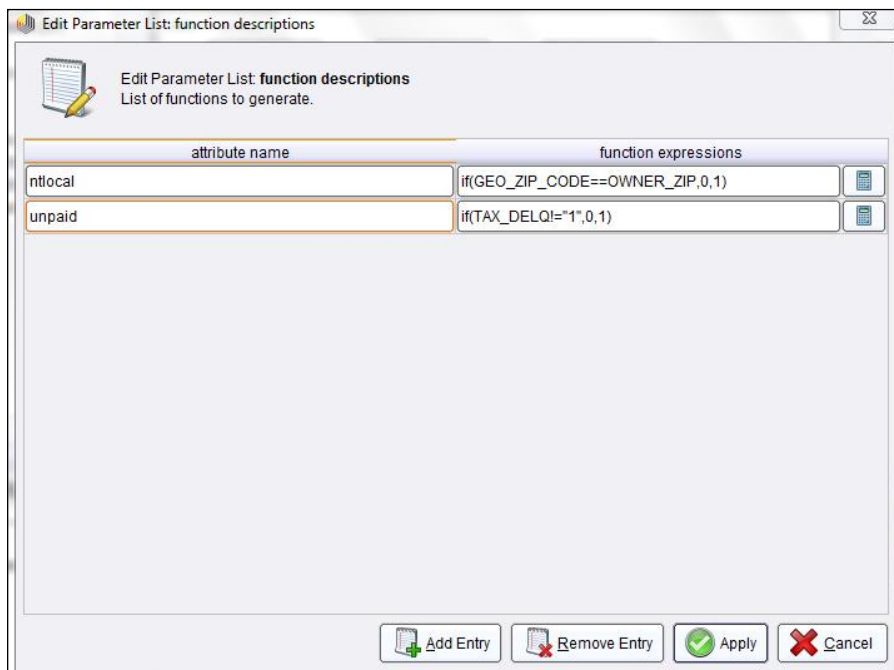 Edit Parameter List: function descriptions
Edit Parameter List: function descriptions
List of functions to generate.
attribute name function expressions
ntlocal if(GEO_ZIP_CODE==OWNER_ZIP,0,1)
unpaid if(TAX_DELQ!="1",0,1)
Add Entry Remove Entry Apply Cancel